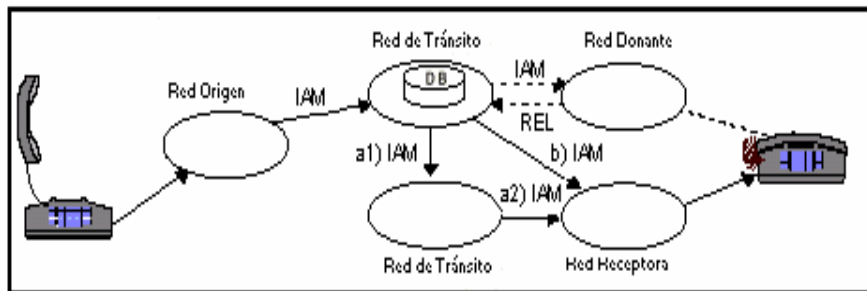 Red de Tránsito
Red Donante
DB
IAM
Red Origen
IAM
REL
a1) IAM
b) IAM
a2) IAM
Red de Tránsito
Red Receptora